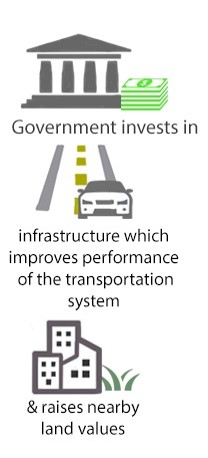 Government invests in
infrastructure which
improves performance
of the transportation
system
& raises nearby
land values